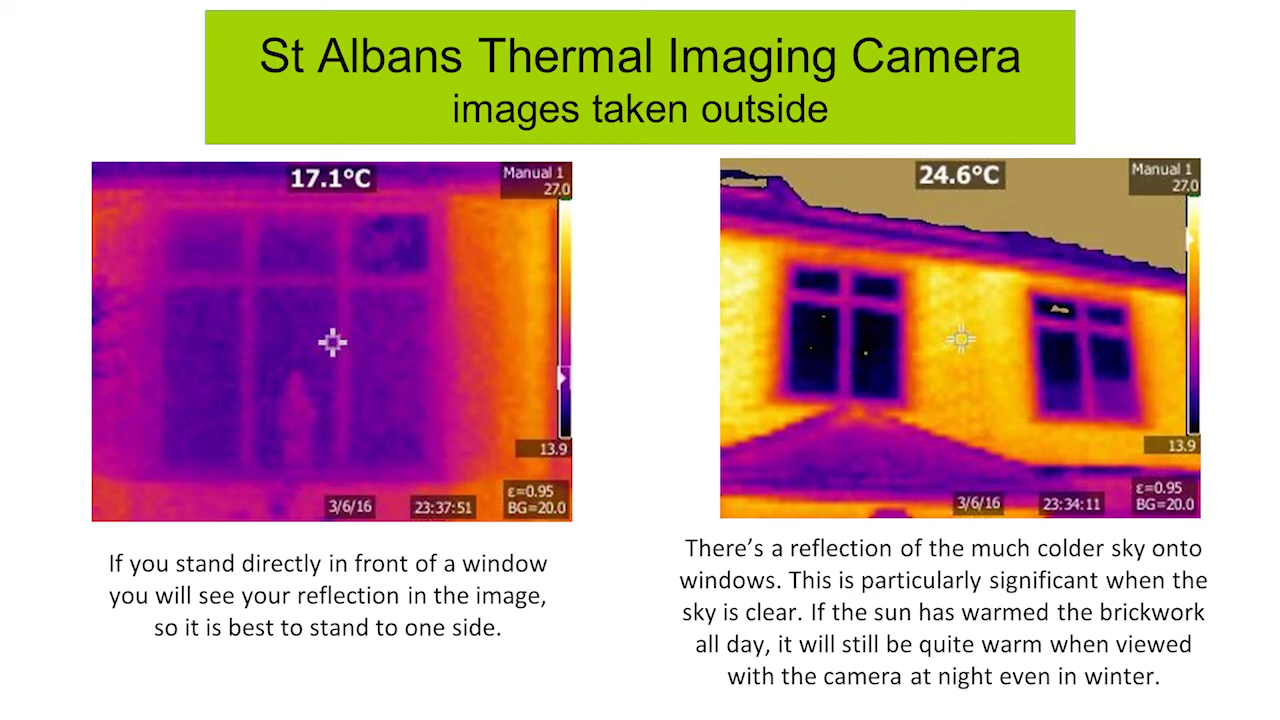 St Albans Thermal Imaging Camera
images taken outside
17.1°C
Manual 1
27.0
13.9
ε=0.95
BG=20.0
3/6/16
23:37:51
24.6°C
Manual 1
27.0
13.9
ε=0.95
BG=20.0
3/6/16
23:34:11
If you stand directly in front of a window
you will see your reflection in the image,
so it is best to stand to one side.
There’s a reflection of the much colder sky onto
windows. This is particularly significant when the
sky is clear. If the sun has warmed the brickwork
all day, it will still be quite warm when viewed
with the camera at night even in winter.